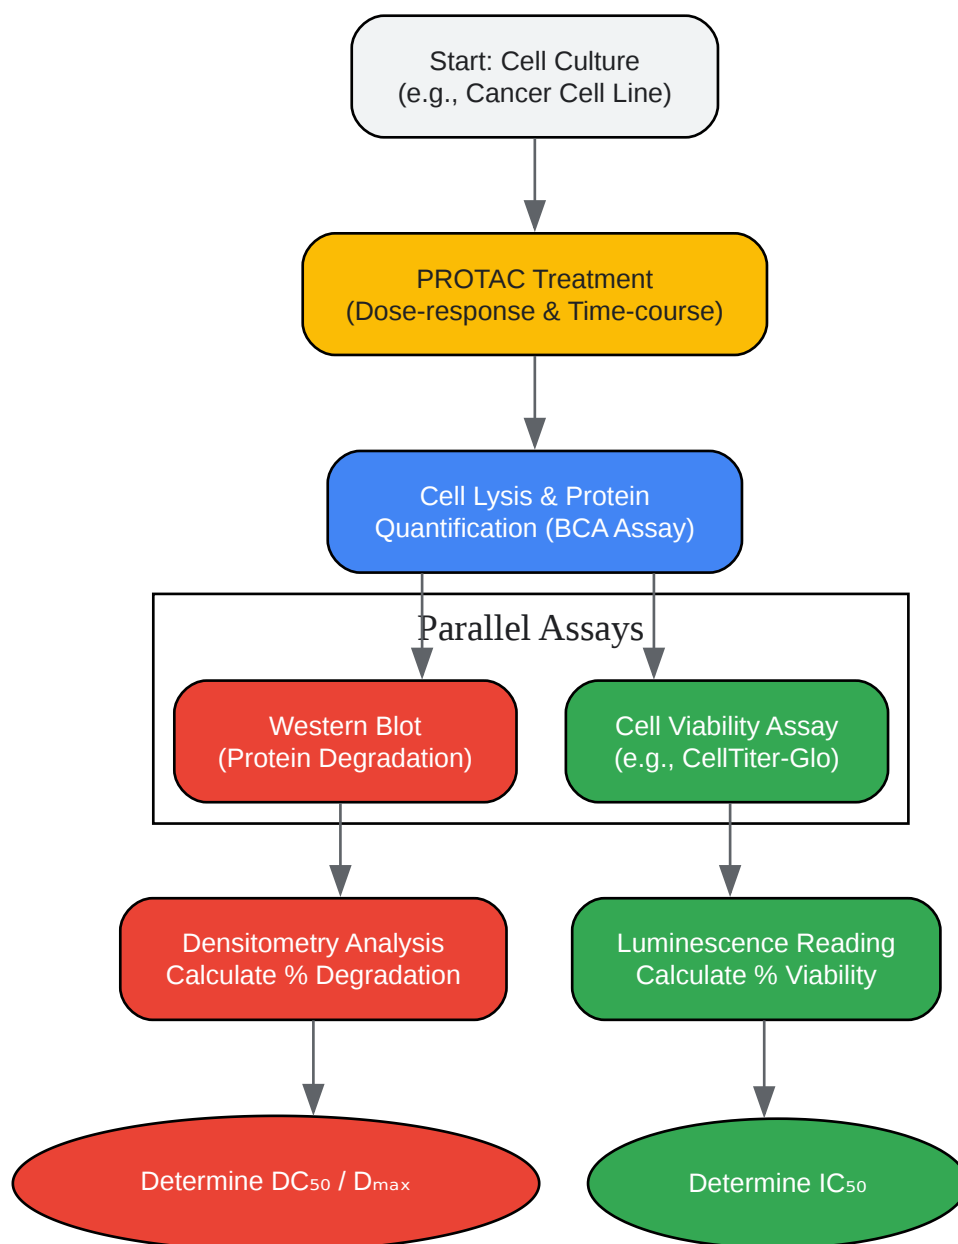 Start: Cell Culture
(e.g., Cancer Cell Line)
PROTAC Treatment
(Dose-response & Time-course)
Cell Lysis & Protein
Quantification (BCA Assay)
Parallel Assays
Western Blot
(Protein Degradation)
Cell Viability Assay
(e.g., CellTiter-Glo)
Densitometry Analysis
Calculate % Degradation
Luminescence Reading
Calculate % Viability
Determine DC₅₀ / Dₘₐₓ
Determine IC₅₀